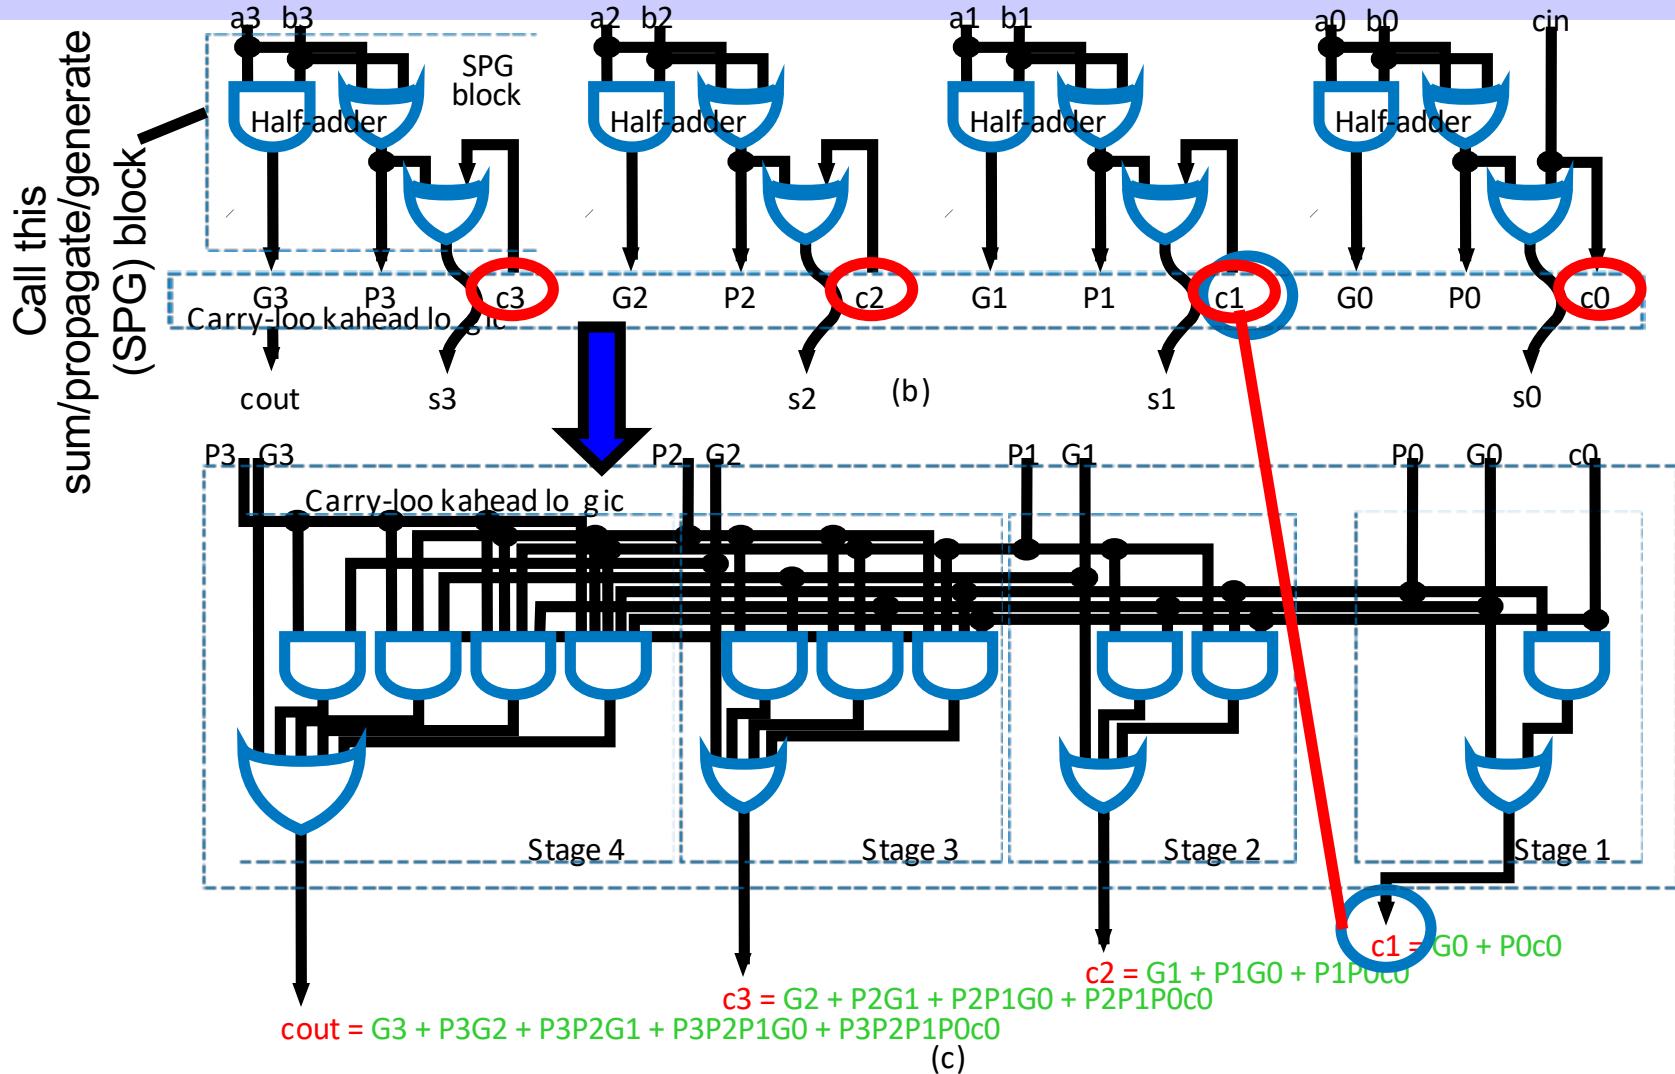 a3 b3 a2 b2 a1 b1 a0 b0 cin
Call this
sum/propagate/generate
(SPG) block
SPG
block
Half-adder Half-adder Half-adder Half-adder
G3 P3 c3 G2 P2 c2 G1 P1 c1 G0 P0 c0
Carry-loo kahead lo gic
cout s3 s2 s1 s0
(b)
P3 G3 P2 G2 P1 G1 P0 G0 c0
Carry-loo kahead lo gic
Stage 4 Stage 3 Stage 2 Stage 1
c1 = G0 + P0c0
c2 = G1 + P1G0 + P1P0c0
c3 = G2 + P2G1 + P2P1G0 + P2P1P0c0
cout = G3 + P3G2 + P3P2G1 + P3P2P1G0 + P3P2P1P0c0
(c)